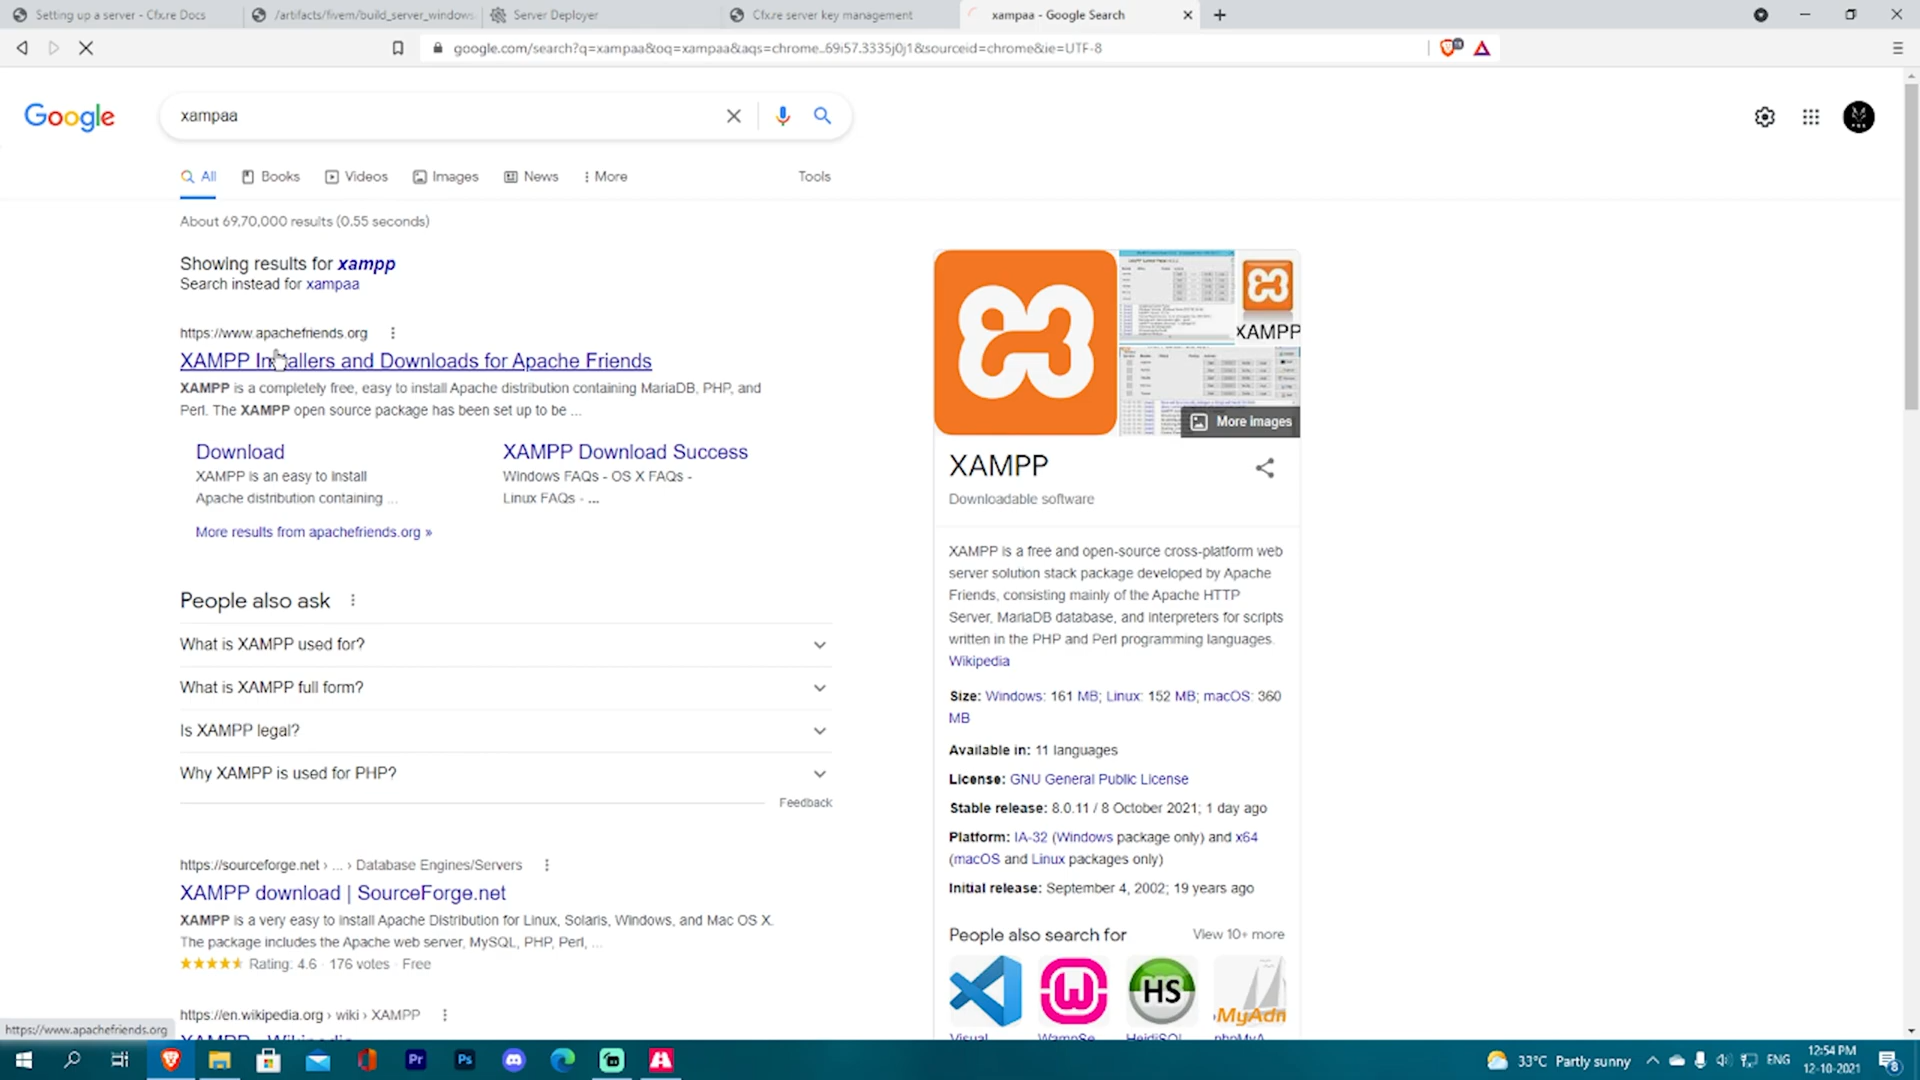 Setting up a server - Cfx.re Docs
/artifacts/fivem/build_server_windows
Server Deployer
Cfx.re server key management
xampaa - Google Search
google.com/search?q=xampaa&oq=xampaa&aqs=chrome..69i57.3335j0j1&sourceid=chrome&ie=UTF-8
Google
xampaa
All
Books
Videos
Images
News
More
Tools
About 69,70,000 results (0.55 seconds)
Showing results for xampp
Search instead for xampaa
https://www.apachefriends.org
XAMPP Installers and Downloads for Apache Friends
XAMPP is a completely free, easy to install Apache distribution containing MariaDB, PHP, and
Perl. The XAMPP open source package has been set up to be ...
Download
XAMPP is an easy to install
Apache distribution containing ...
XAMPP Download Success
Windows FAQs - OS X FAQs -
Linux FAQs - ...
More results from apachefriends.org »
People also ask
What is XAMPP used for?
What is XAMPP full form?
Is XAMPP legal?
Why XAMPP is used for PHP?
Feedback
https://sourceforge.net › ... › Database Engines/Servers
XAMPP download | SourceForge.net
XAMPP is a very easy to install Apache Distribution for Linux, Solaris, Windows, and Mac OS X.
The package includes the Apache web server, MySQL, PHP, Perl, ...
Rating: 4.6 · 176 votes · Free
https://en.wikipedia.org › wiki › XAMPP
XAMPP - Wikipedia
XAMPP
More images
XAMPP
Downloadable software
XAMPP is a free and open-source cross-platform web
server solution stack package developed by Apache
Friends, consisting mainly of the Apache HTTP
Server, MariaDB database, and interpreters for scripts
written in the PHP and Perl programming languages.
Wikipedia
Size: Windows: 161 MB; Linux: 152 MB; macOS: 360
MB
Available in: 11 languages
License: GNU General Public License
Stable release: 8.0.11 / 8 October 2021; 1 day ago
Platform: IA-32 (Windows package only) and x64
(macOS and Linux packages only)
Initial release: September 4, 2002; 19 years ago
People also search for
View 10+ more
HS
Visual
WampSe
HeidiSQL
phpMyA
https://www.apachefriends.org
Pr
Ps
33°C Partly sunny
ENG
12:54 PM
12-10-2021
8